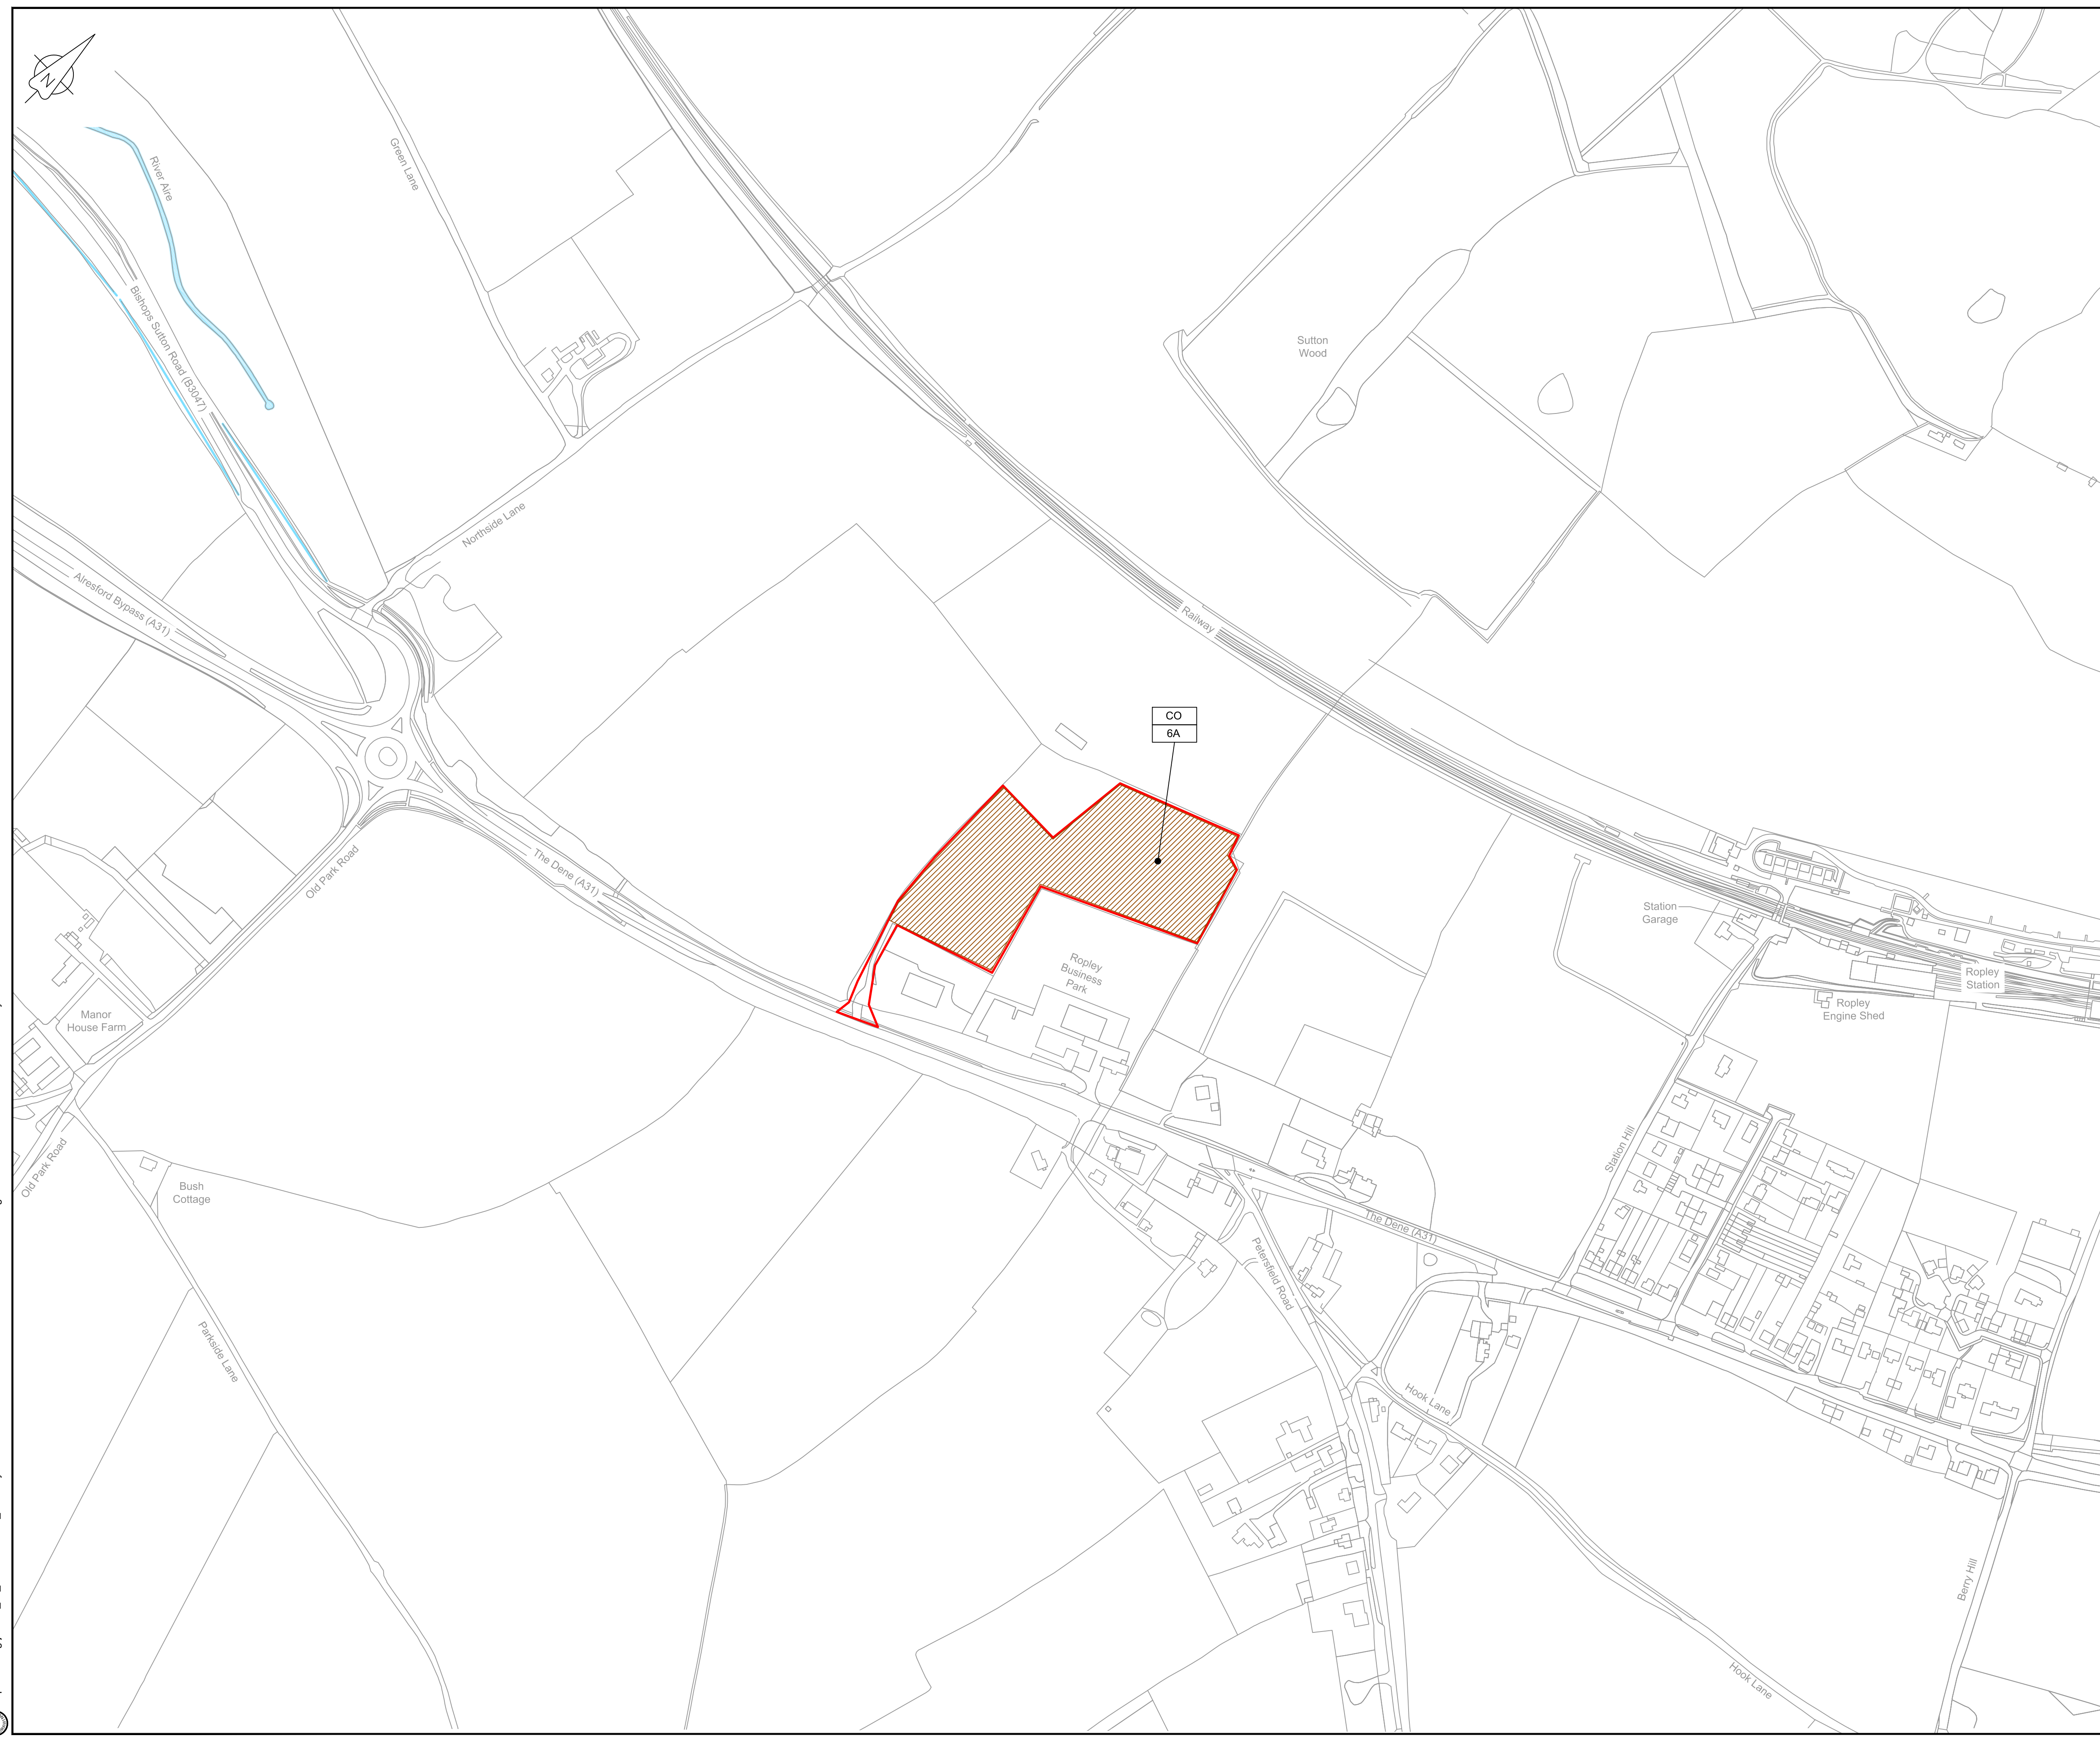 N
River Aire
Green Lane
Bishops Sutton Road (B3047)
Sutton
Wood
Northside Lane
Alresford Bypass (A31)
Railway
CO
6A
The Dene (A31)
Old Park Road
Station
Garage
Ropley
Business
Park
Ropley
Station
Ropley
Engine Shed
Manor
House Farm
Old Park Road
Station Hill
Bush
Cottage
The Dene (A31)
Petersfield Road
Parkside Lane
Hook Lane
Berry Hill
Hook Lane